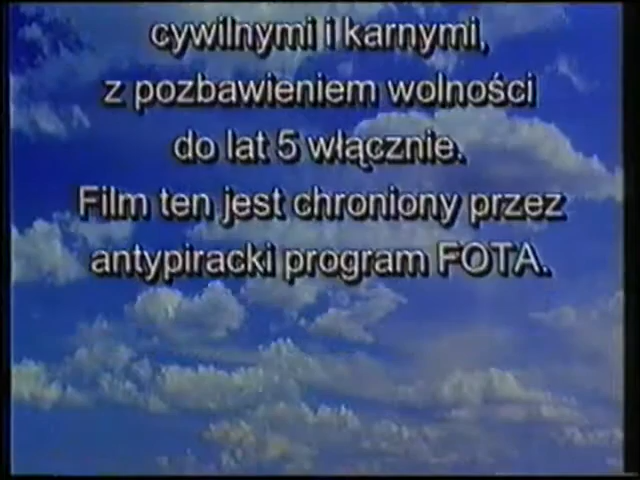 cywilnymi i karnymi,
z pozbawieniem wolności
do lat 5 włącznie.
Film ten jest chroniony przez
antypiracki program FOTA.